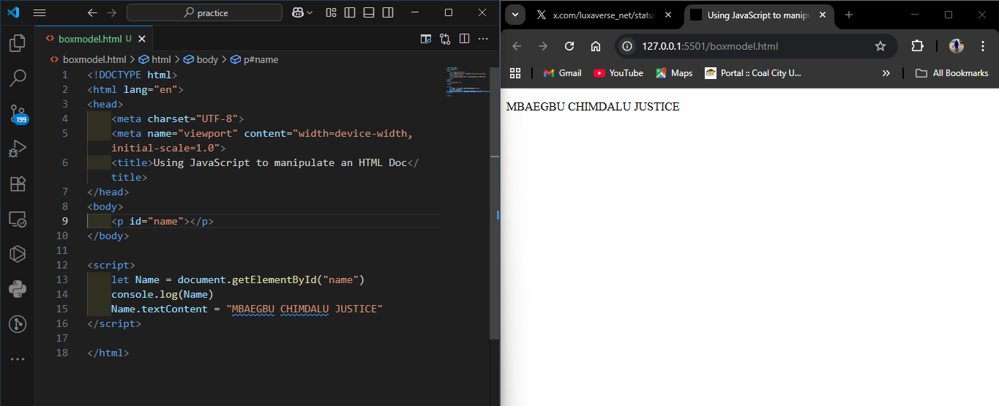 practice
boxmodel.html U
boxmodel.html > html > body > p#name
1 <!DOCTYPE html>
2 <html lang="en">
3 <head>
4 <meta charset="UTF-8">
5 <meta name="viewport" content="width=device-width,
initial-scale=1.0">
6 <title>Using JavaScript to manipulate an HTML Doc</
title>
7 </head>
8 <body>
9 <p id="name"></p>
10 </body>
11
12 <script>
13 let Name = document.getElementById("name")
14 console.log(Name)
15 Name.textContent = "MBAEGBU CHIMDALU JUSTICE"
16 </script>
17
18 </html>
199
x.com/luxaverse_net/statu
Using JavaScript to manipu
127.0.0.1:5501/boxmodel.html
Gmail YouTube Maps Portal :: Coal City U... » All Bookmarks
MBAEGBU CHIMDALU JUSTICE